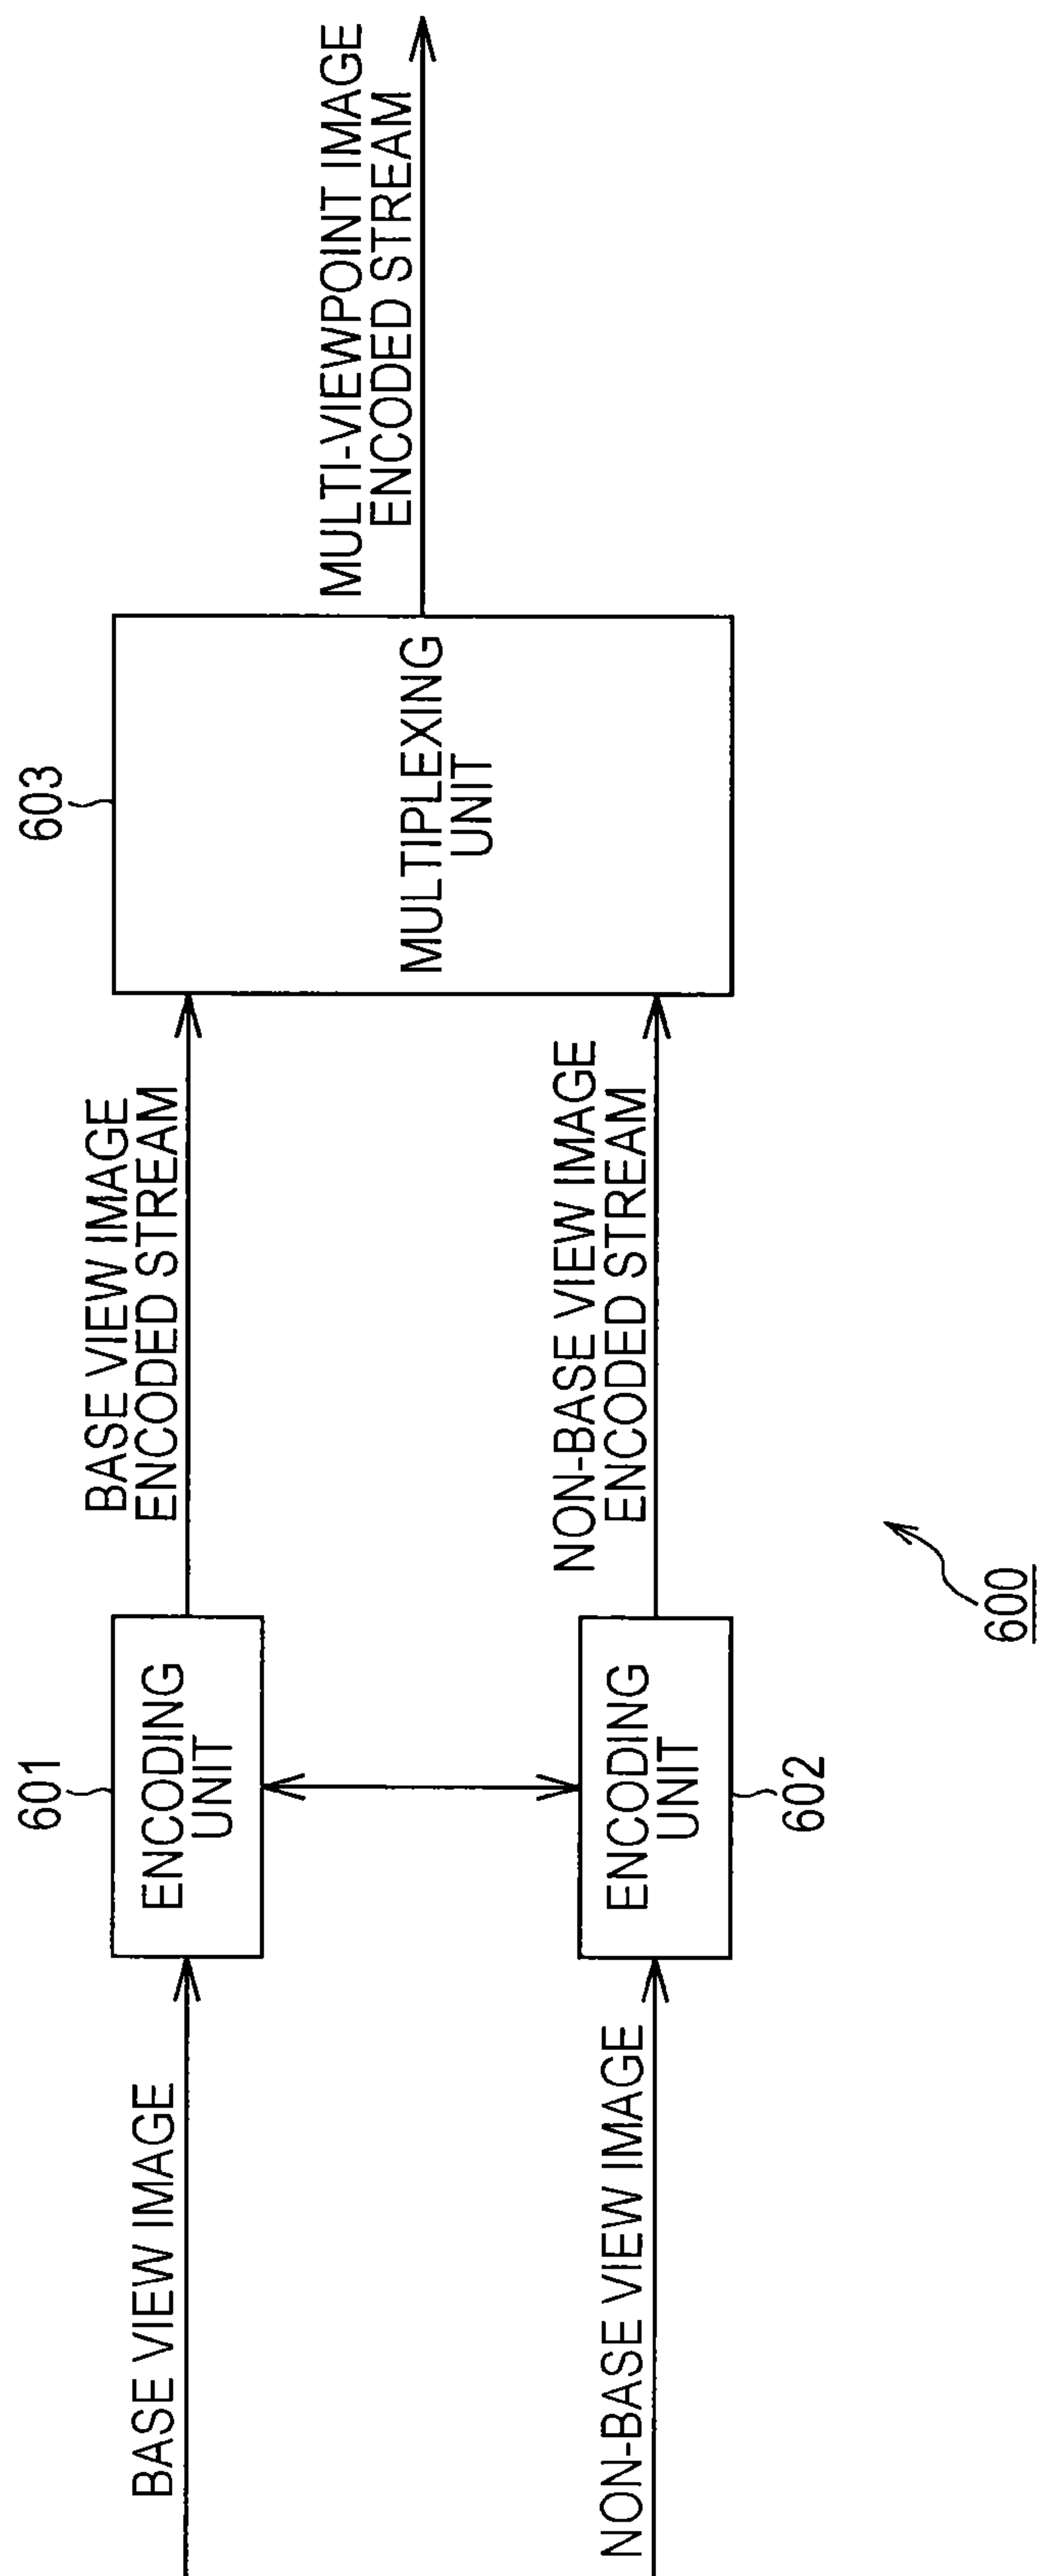 601
603
BASE VIEW IMAGE
ENCODING
UNIT
BASE VIEW IMAGE
ENCODED STREAM
MULTIPLEXING
UNIT
MULTI-VIEWPOINT IMAGE
ENCODED STREAM
NON-BASE VIEW IMAGE
ENCODING
UNIT
NON-BASE VIEW IMAGE
ENCODED STREAM
602
600